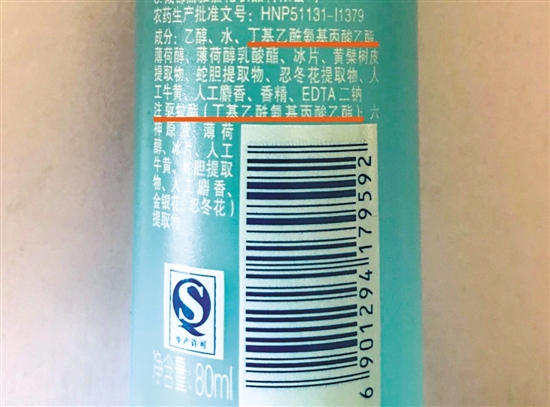 农药生产批准文号：HNP51131-I1379
成分：乙醇、水、丁基乙酰氨基丙酸乙酯
薄荷醇、薄荷醇乳酸酯、冰片、黄檗树皮
提取物、蛇胆提取物、忍冬花提取物、人
工牛黄、人工麝香、香精、EDTA二钠
注：驱蚊酯（丁基乙酰氨基丙酸乙酯）六
神原液（薄荷
醇、冰片、人工
牛黄、蛇胆提取
物、人工麝香、
金银花（忍冬花）
提取物
QS
生产许可
净含量：80ml
6901294179592